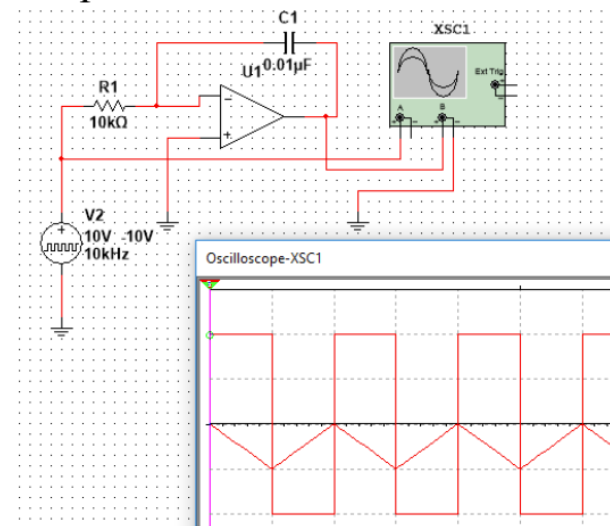 C1
XSC1
U1
0.01µF
Ext Trig
R1
10kΩ
A
B
V2
10V -10V
10kHz
Oscilloscope-XSC1